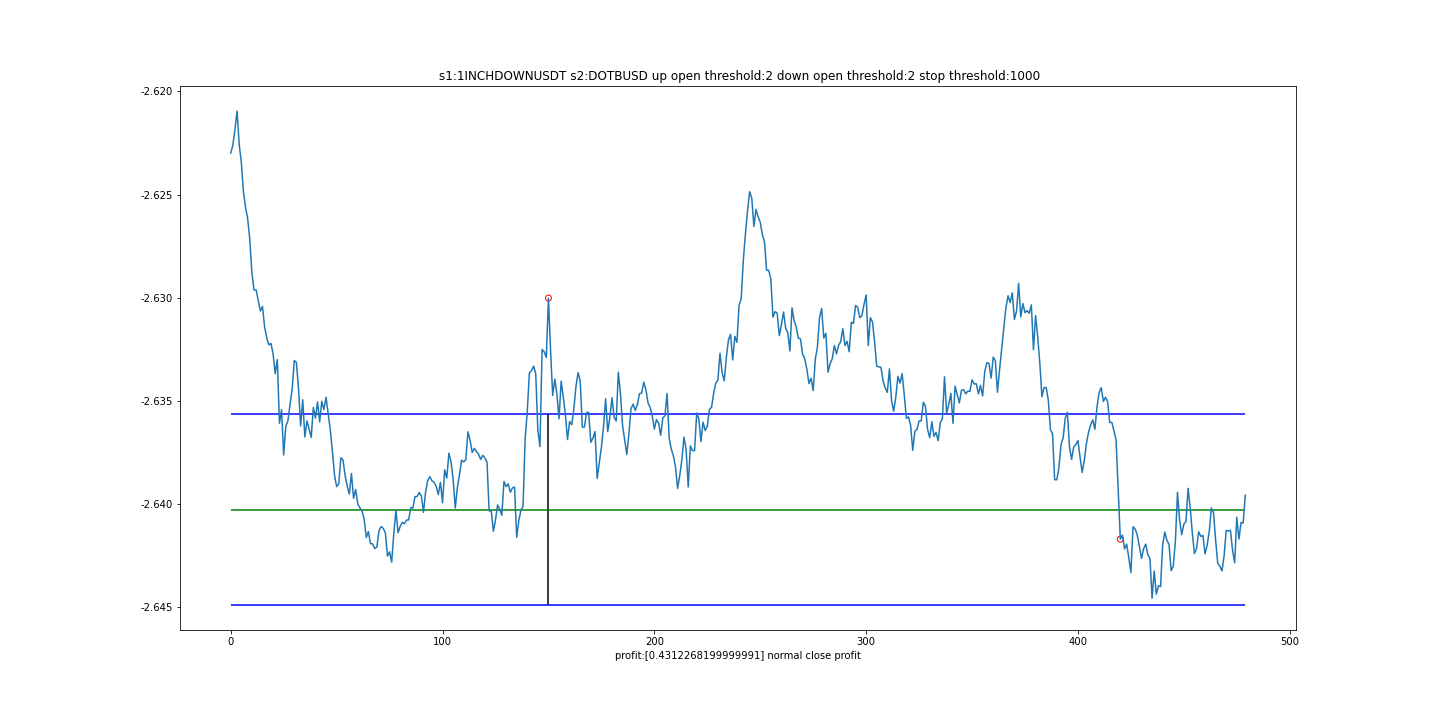 s1:1INCHDOWNUSDT s2:DOTBUSD up open threshold:2 down open threshold:2 stop threshold:1000
-2.620
-2.625
-2.630
-2.635
-2.640
-2.645
0 100 200 300 400 500
profit:[0.4312268199999991] normal close profit